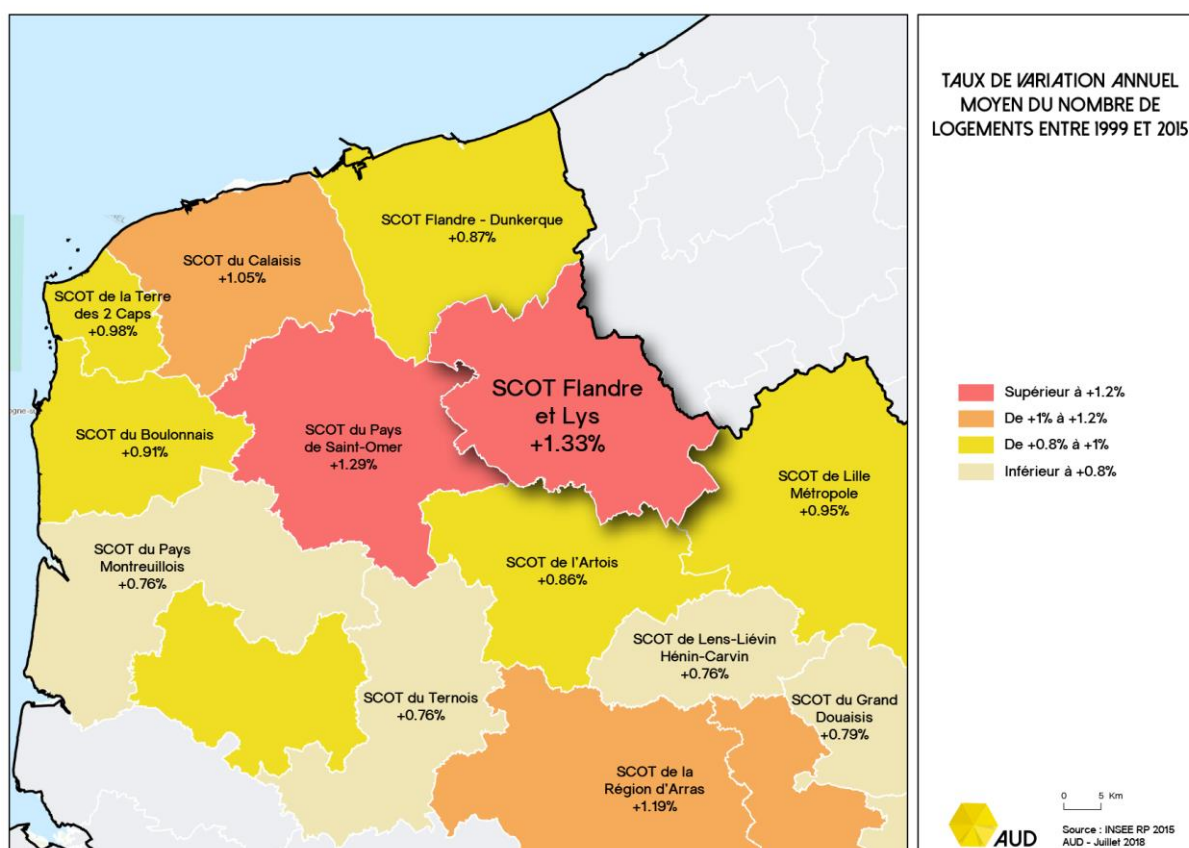 TAUX DE VARIATION ANNUEL
MOYEN DU NOMBRE DE
LOGEMENTS ENTRE 1999 ET 2015
SCOT Flandre - Dunkerque
+0.87%
SCOT du Calaisis
+1.05%
SCOT de la Terre
des 2 Caps
+0.98%
SCOT Flandre
et Lys
+1.33%
SCOT du Boulonnais
+0.91%
SCOT du Pays
de Saint-Omer
+1.29%
SCOT de Lille
Métropole
+0.95%
SCOT du Pays
Montreuillois
+0.76%
SCOT de l'Artois
+0.86%
SCOT de Lens-Liévin
Hénin-Carvin
+0.76%
SCOT du Ternois
+0.76%
SCOT du Grand
Douaisis
+0.79%
SCOT de la
Région d'Arras
+1.19%
Supérieur à +1.2%
De +1% à +1.2%
De +0.8% à +1%
Inférieur à +0.8%
0 5 Km
AUD
Source : INSEE RP 2015
AUD - Juillet 2018